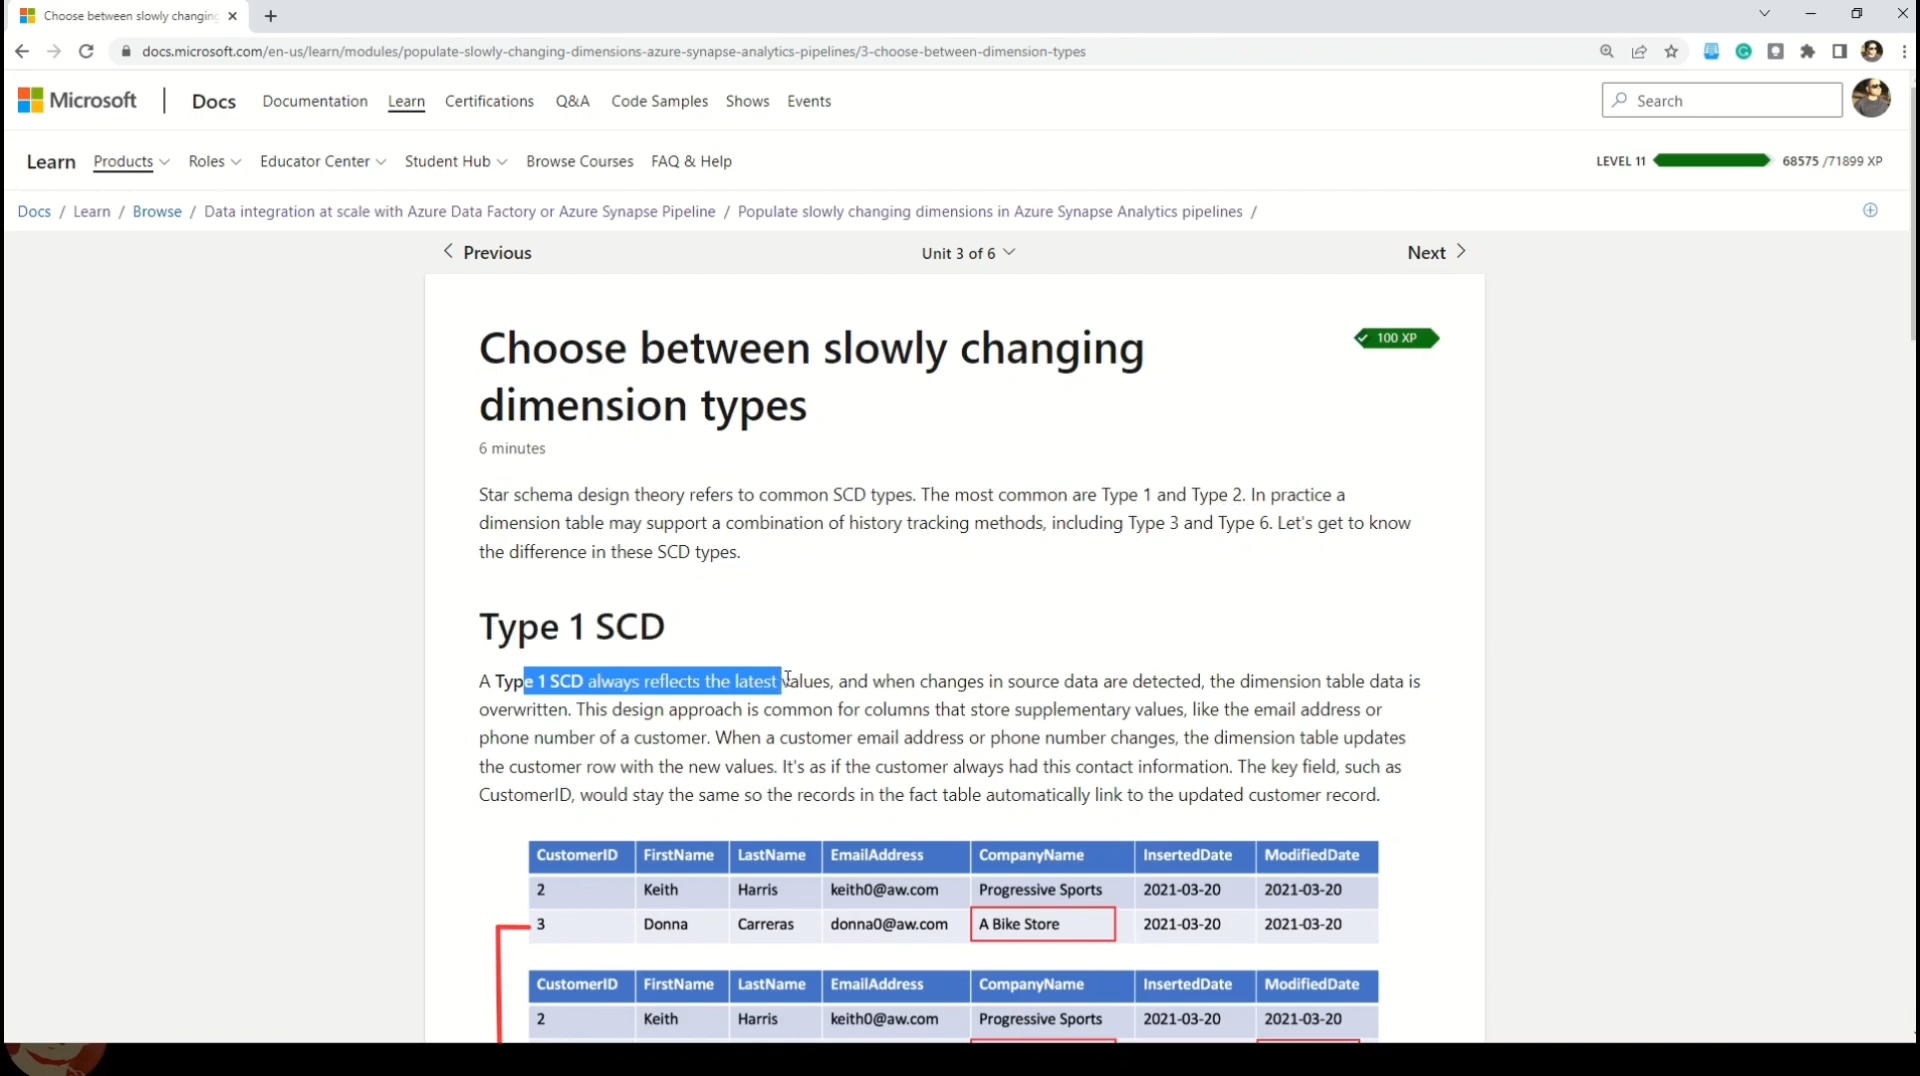 Choose between slowly changing
docs.microsoft.com/en-us/learn/modules/populate-slowly-changing-dimensions-azure-synapse-analytics-pipelines/3-choose-between-dimension-types
Microsoft Docs Documentation Learn Certifications Q&A Code Samples Shows Events Search
Learn Products Roles Educator Center Student Hub Browse Courses FAQ & Help LEVEL 11 68575 /71899 XP
Docs / Learn / Browse / Data integration at scale with Azure Data Factory or Azure Synapse Pipeline / Populate slowly changing dimensions in Azure Synapse Analytics pipelines /
Previous Unit 3 of 6 Next
Choose between slowly changing
dimension types
100 XP
6 minutes
Star schema design theory refers to common SCD types. The most common are Type 1 and Type 2. In practice a
dimension table may support a combination of history tracking methods, including Type 3 and Type 6. Let's get to know
the difference in these SCD types.
Type 1 SCD
A Type 1 SCD always reflects the latest values, and when changes in source data are detected, the dimension table data is
overwritten. This design approach is common for columns that store supplementary values, like the email address or
phone number of a customer. When a customer email address or phone number changes, the dimension table updates
the customer row with the new values. It's as if the customer always had this contact information. The key field, such as
CustomerID, would stay the same so the records in the fact table automatically link to the updated customer record.
CustomerID FirstName LastName EmailAddress CompanyName InsertedDate ModifiedDate
2 Keith Harris keith0@aw.com Progressive Sports 2021-03-20 2021-03-20
3 Donna Carreras donna0@aw.com A Bike Store 2021-03-20 2021-03-20
CustomerID FirstName LastName EmailAddress CompanyName InsertedDate ModifiedDate
2 Keith Harris keith0@aw.com Progressive Sports 2021-03-20 2021-03-20